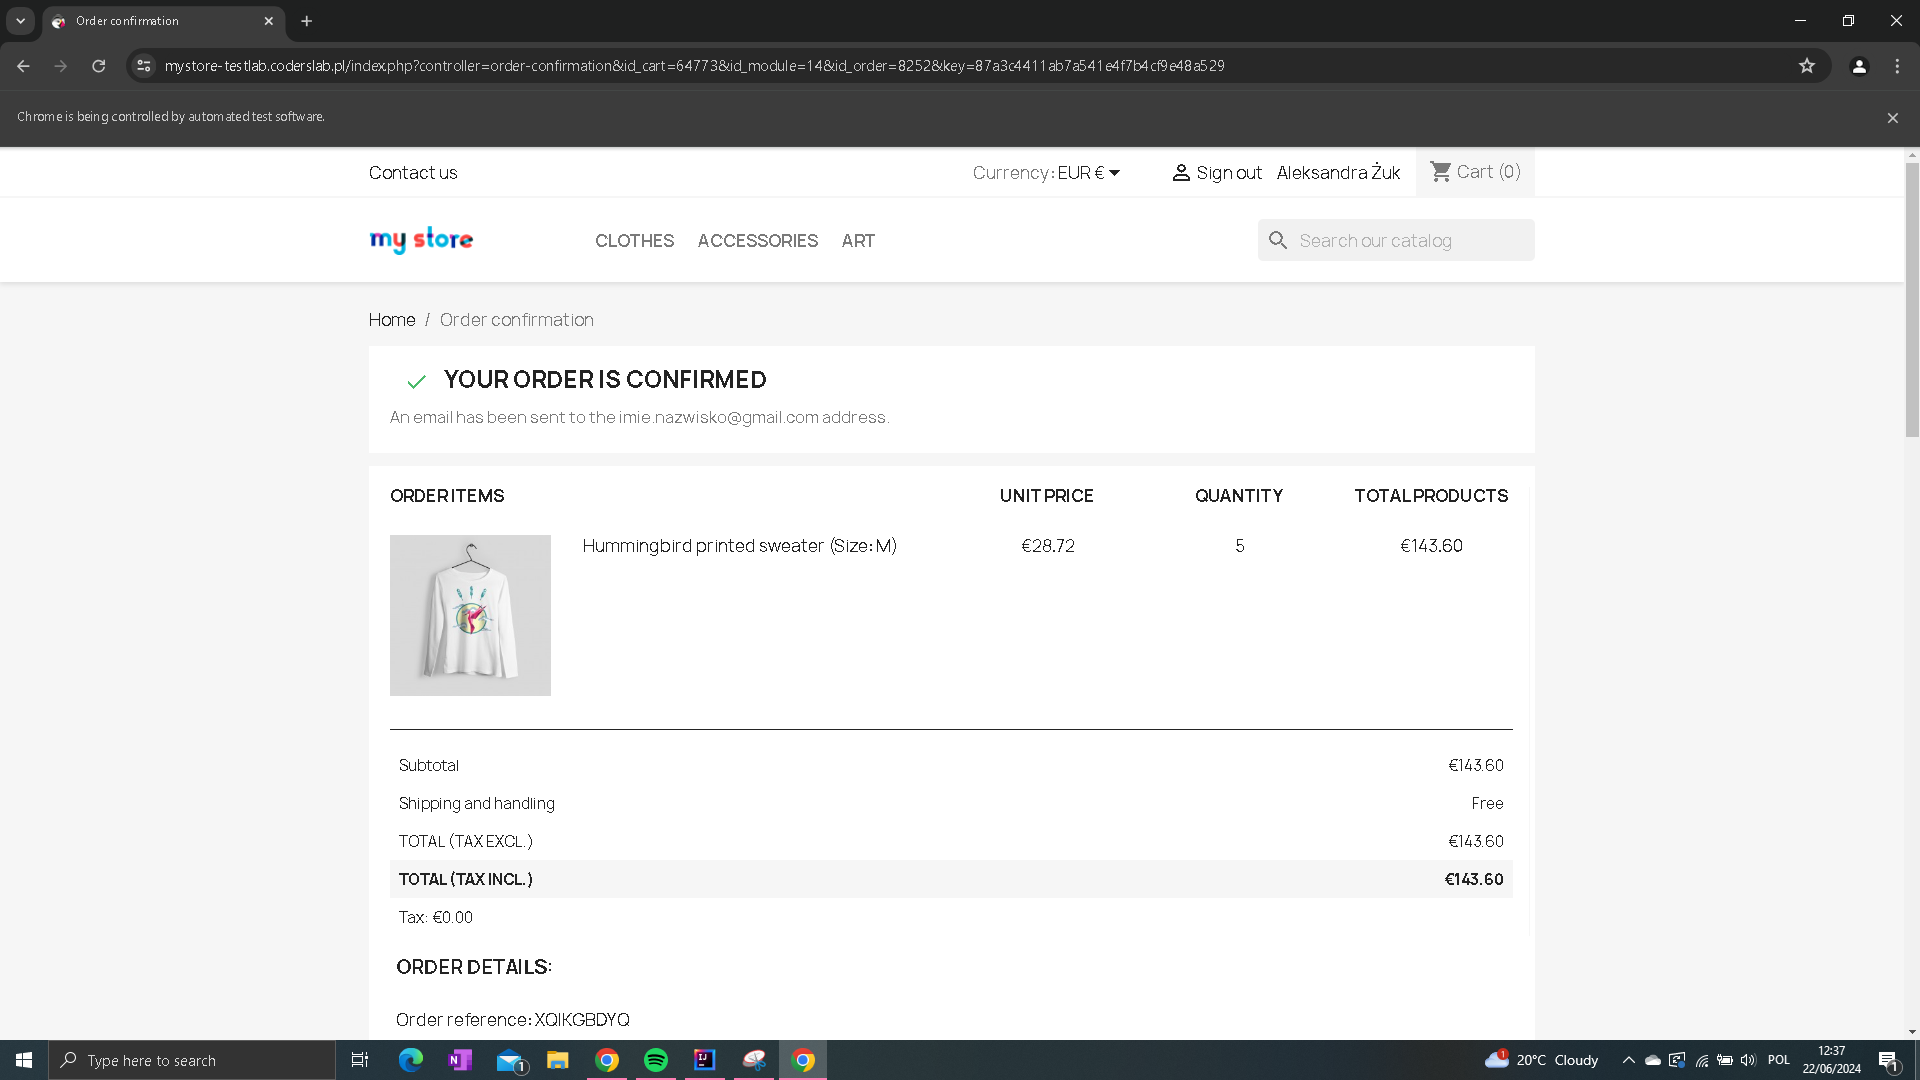 Order confirmation
mystore-testlab.coderslab.pl/index.php?controller=order-confirmation&id_cart=64773&id_module=14&id_order=8252&key=87a3c4411ab7a541e4f7b4cf9e48a529
Chrome is being controlled by automated test software.
Contact us
Currency: EUR €
Sign out
Aleksandra Żuk
Cart (0)
my store
CLOTHES
ACCESSORIES
ART
Search our catalog
Home / Order confirmation
YOUR ORDER IS CONFIRMED
An email has been sent to the imie.nazwisko@gmail.com address.
ORDER ITEMS
UNIT PRICE
QUANTITY
TOTAL PRODUCTS
Hummingbird printed sweater (Size: M)
€28.72
5
€143.60
Subtotal
€143.60
Shipping and handling
Free
TOTAL (TAX EXCL.)
€143.60
TOTAL (TAX INCL.)
€143.60
Tax: €0.00
ORDER DETAILS:
Order reference: XQIKGBDYQ
Type here to search
N
1
IJ
1
20°C Cloudy
POL
12:37
22/06/2024
1